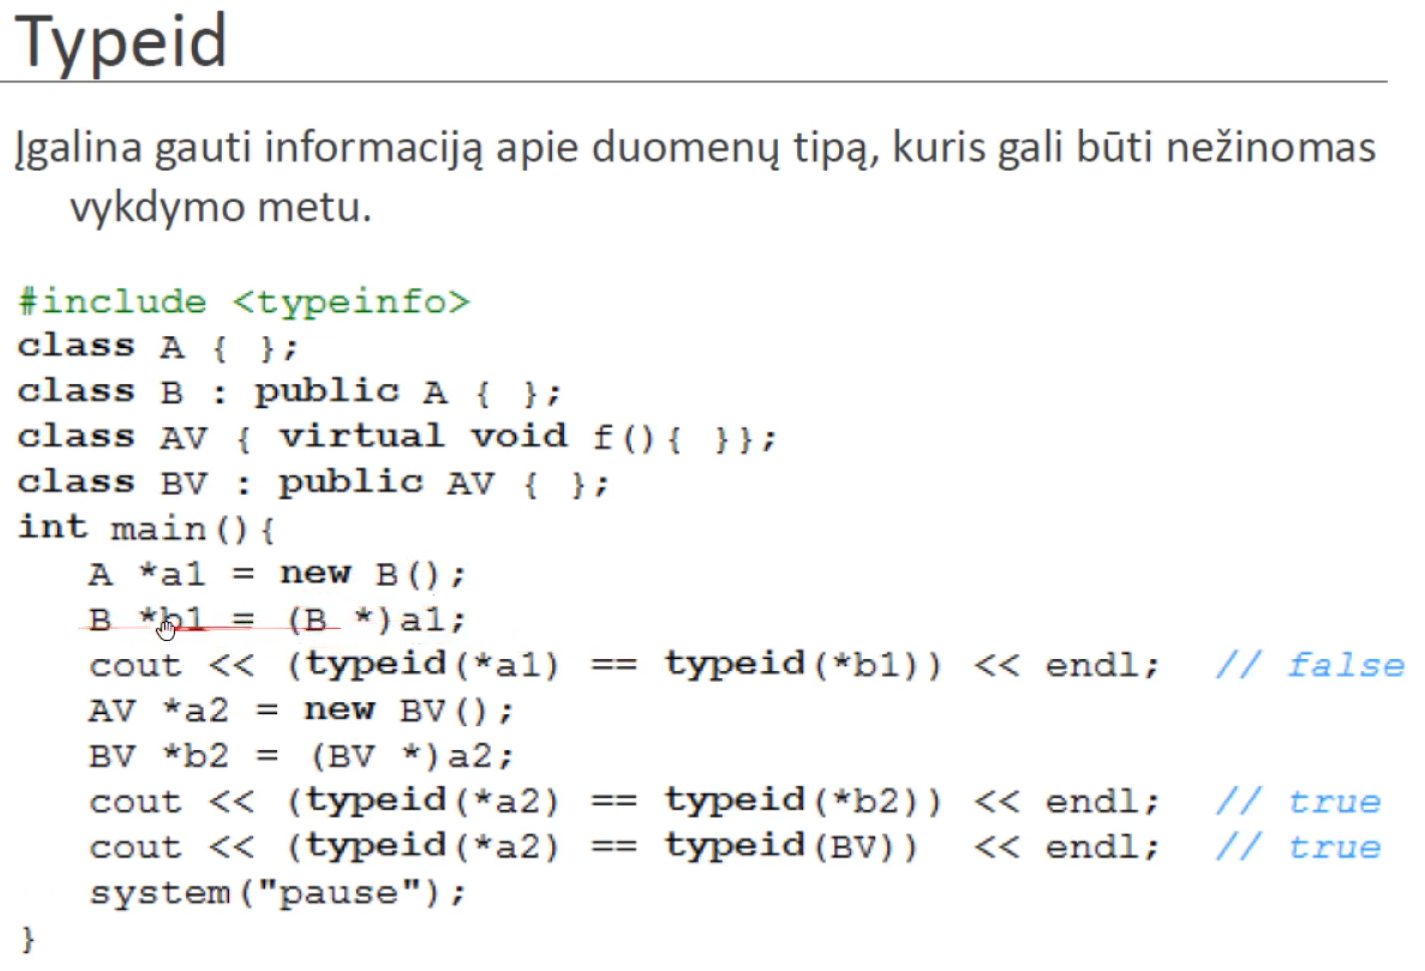 Typeid
Įgalina gauti informaciją apie duomenų tipą, kuris gali būti nežinomas
vykdymo metu.
#include <typeinfo>
class A { };
class B : public A { };
class AV { virtual void f(){ }};
class BV : public AV { };
int main(){
A *a1 = new B();
B *b1 = (B *)a1;
cout << (typeid(*a1) == typeid(*b1)) << endl; // false
AV *a2 = new BV();
BV *b2 = (BV *)a2;
cout << (typeid(*a2) == typeid(*b2)) << endl; // true
cout << (typeid(*a2) == typeid(BV)) << endl; // true
system("pause");
}